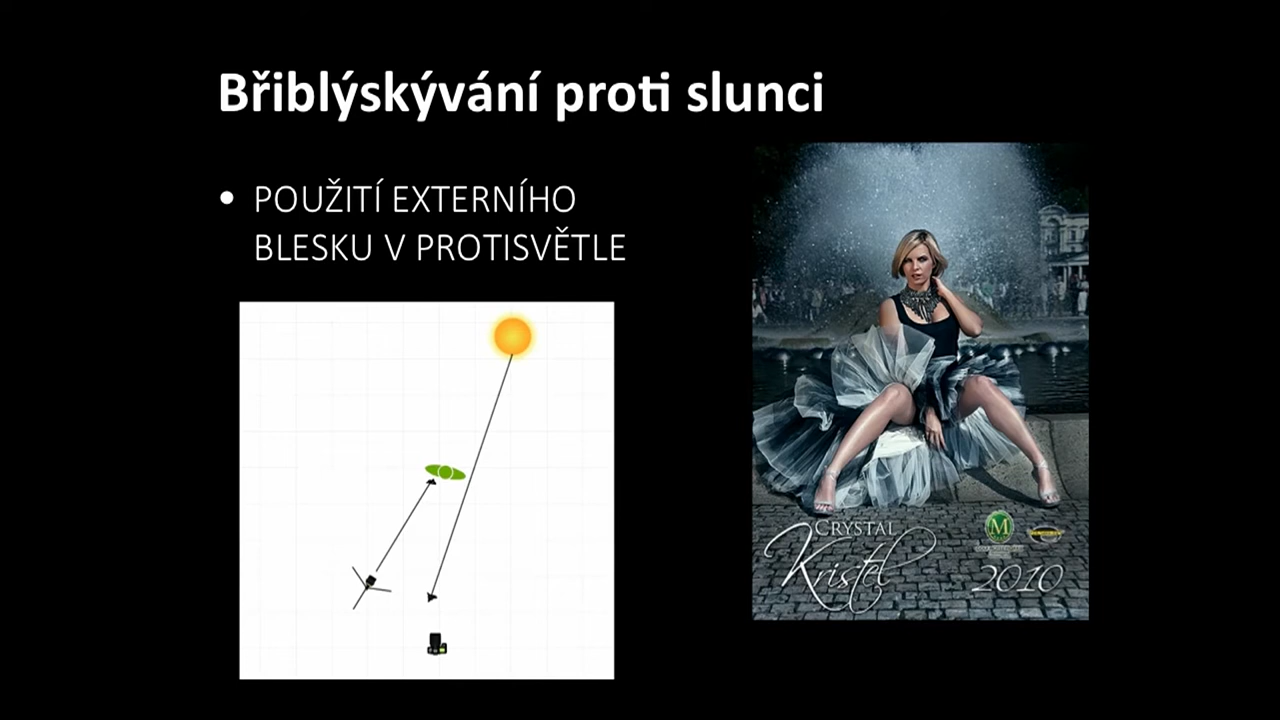 Břiblýskývání proti slunci
• POUŽITÍ EXTERNÍHO
BLESKU V PROTISVĚTLE
CRYSTAL
Kristel
M
2010